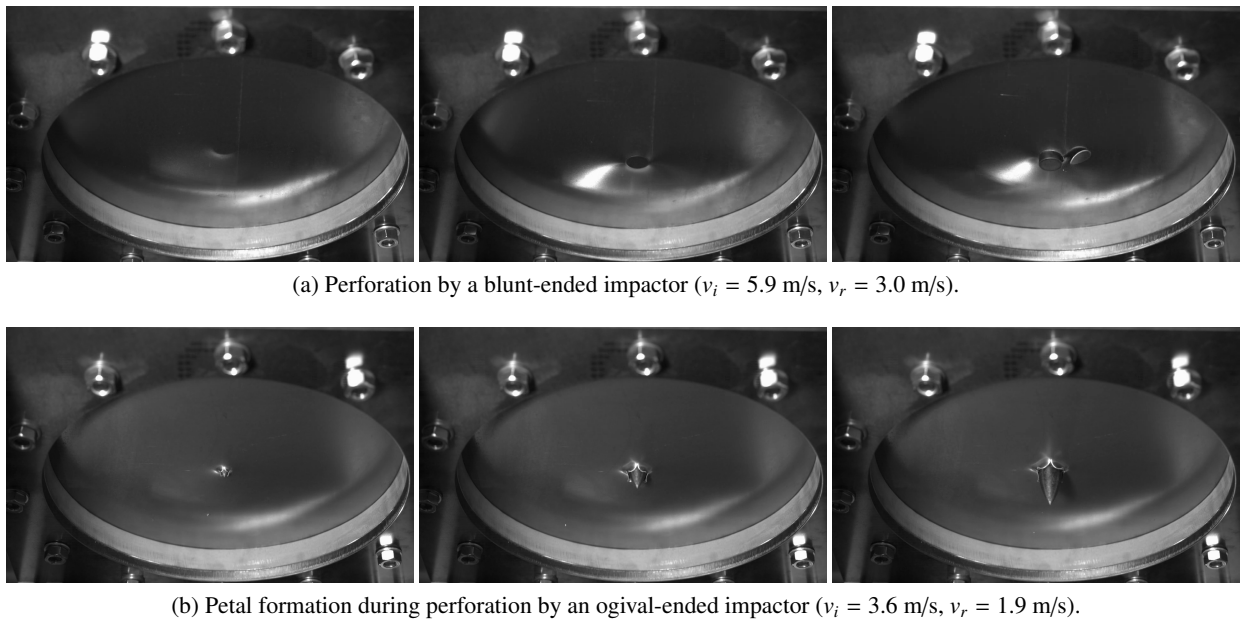 (a) Perforation by a blunt-ended impactor (v_i = 5.9 m/s, v_r = 3.0 m/s).
(b) Petal formation during perforation by an ogival-ended impactor (v_i = 3.6 m/s, v_r = 1.9 m/s).